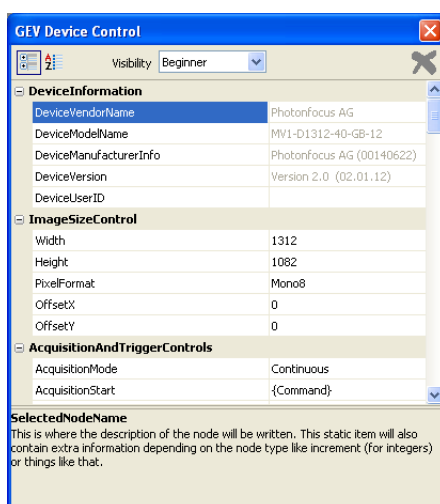 GEV Device Control
Visibility Beginner
DeviceInformation
DeviceVendorName Photonfocus AG
DeviceModelName MV1-D1312-40-GB-12
DeviceManufacturerInfo Photonfocus AG (00140622)
DeviceVersion Version 2.0 (02.01.12)
DeviceUserID
ImageSizeControl
Width 1312
Height 1082
PixelFormat Mono8
OffsetX 0
OffsetY 0
AcquisitionAndTriggerControls
AcquisitionMode Continuous
AcquisitionStart {Command}
SelectedNodeName
This is where the description of the node will be written. This static item will also
contain extra information depending on the node type like increment (for integers)
or things like that.